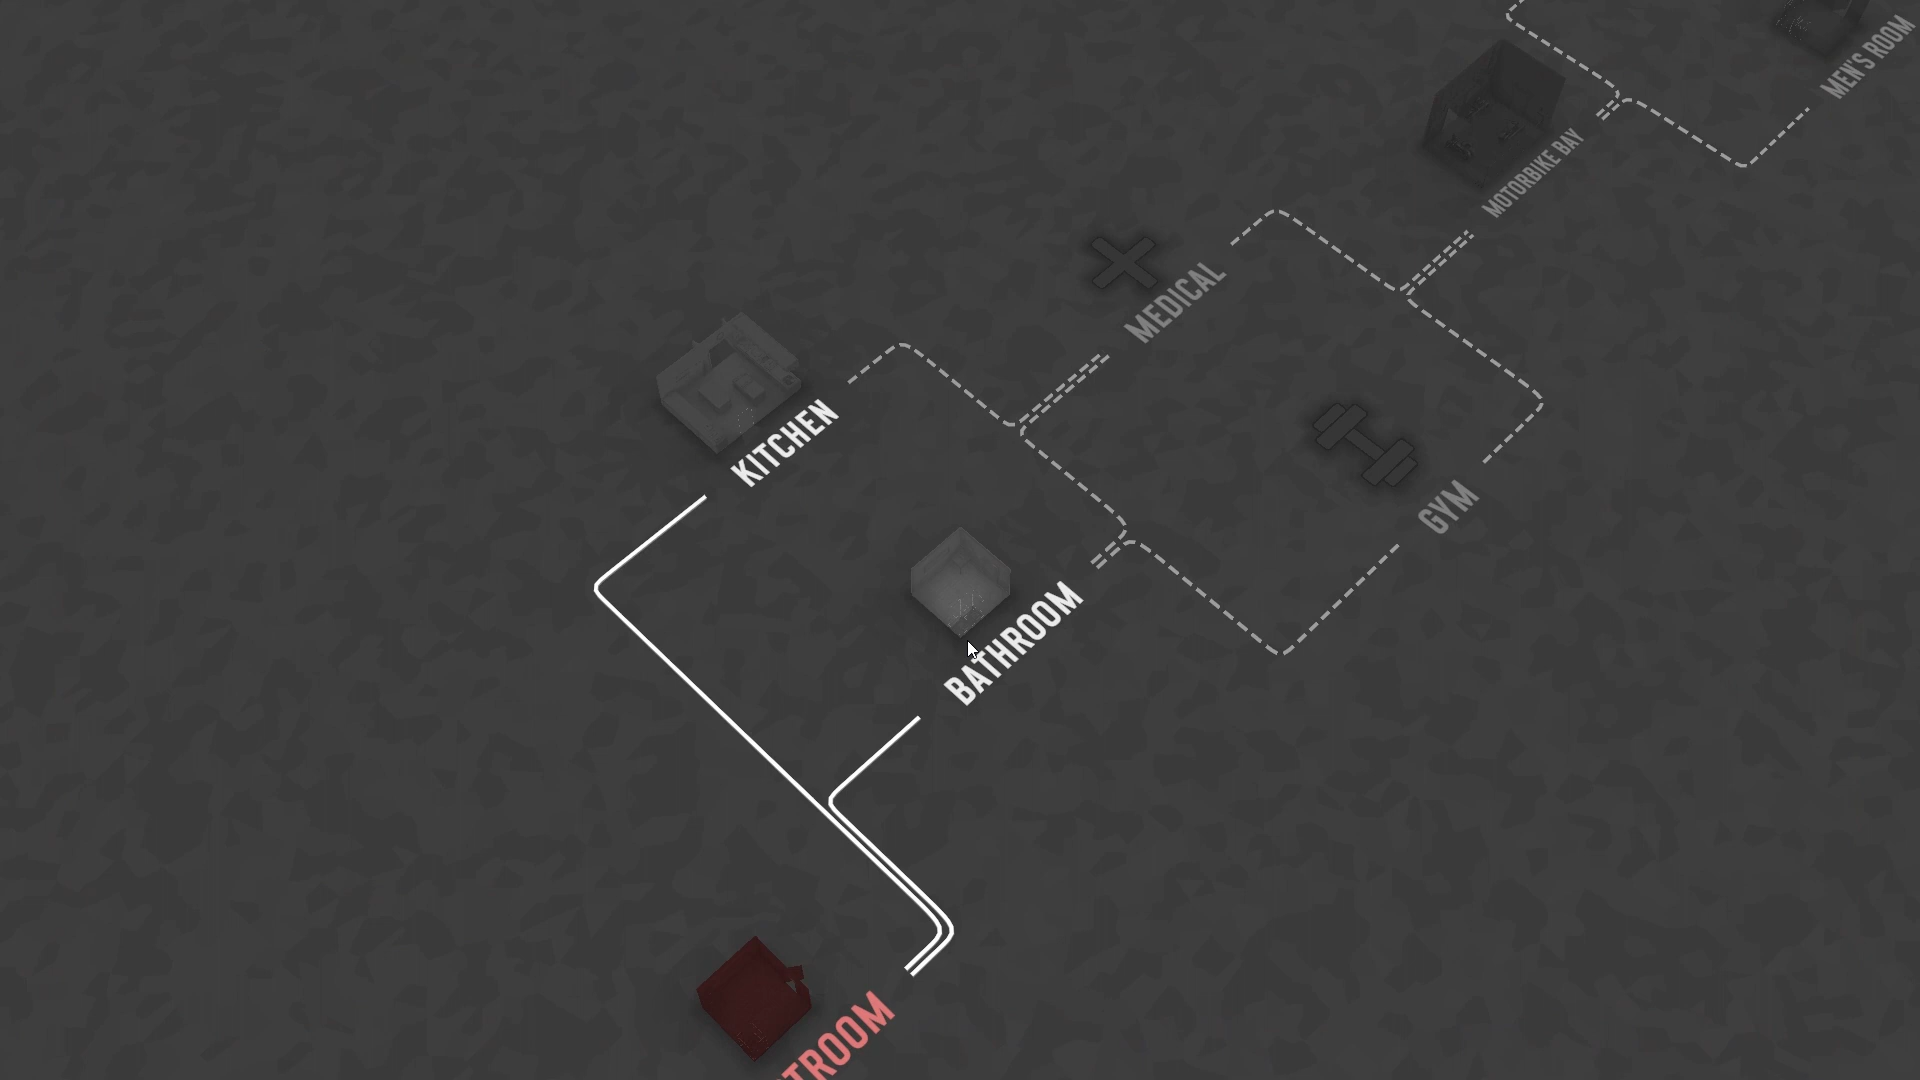 MEN'S ROOM
MOTORBIKE BAY
MEDICAL
KITCHEN
GYM
BATHROOM
TROOM